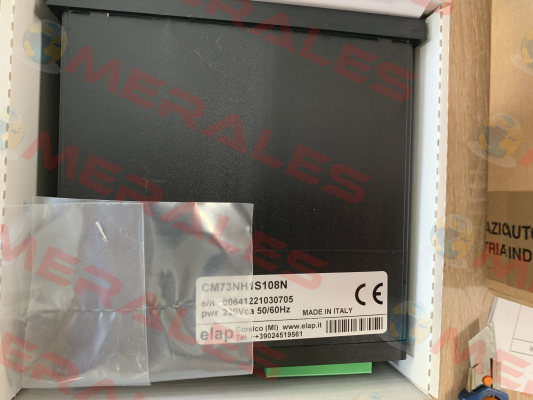 MERALES
MERALES
MERALES
CM73NH S108N
s/n 00641221030705
pwr. 230Vca 50/60Hz
MADE IN ITALY
CE
elap
Corsico (MI) www.elap.it
Tel. +39024519561
AZIQUTO
TRIAIND